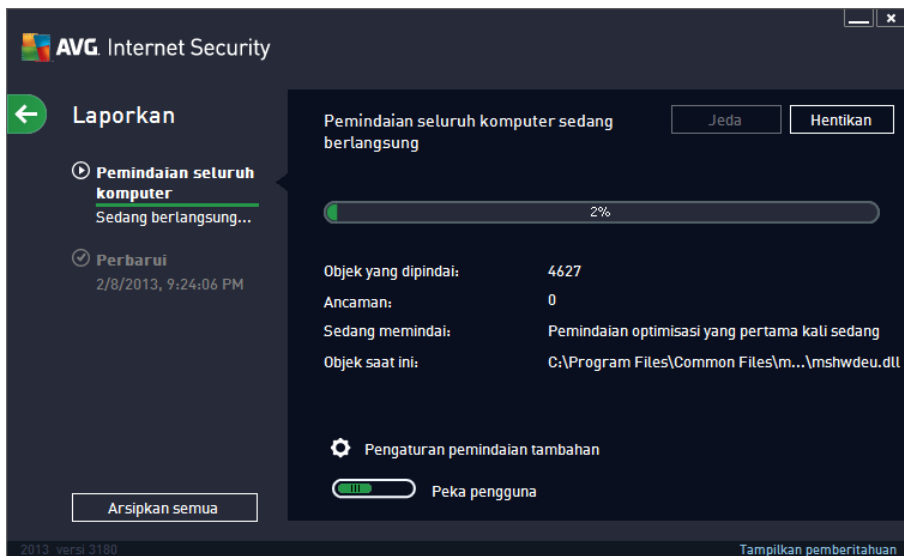 AVG. Internet Security
Laporkan
Pemindaian seluruh
komputer
Sedang berlangsung...
Perbarui
2/8/2013, 9:24:06 PM
Arsipkan semua
Pemindaian seluruh komputer sedang
berlangsung
Jeda
Hentikan
2%
Objek yang dipindai: 4627
Ancaman: 0
Sedang memindai: Pemindaian optimisasi yang pertama kali sedang
Objek saat ini: C:\Program Files\Common Files\m...\mshwdeu.dll
Pengaturan pemindaian tambahan
Peka pengguna
2013 versi 3180
Tampilkan pemberitahuan